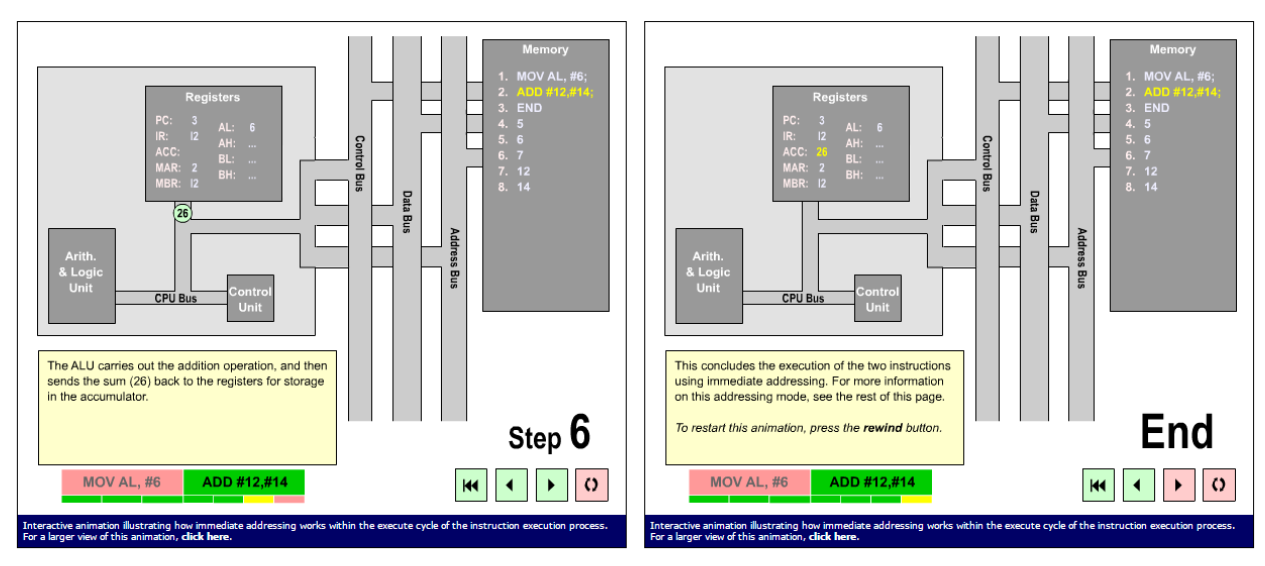 Memory
1. MOV AL, #6;
2. ADD #12,#14;
3. END
4. 5
5. 6
6. 7
7. 12
8. 14
Registers
PC: 3
IR: I2
ACC:
MAR: 2
MBR: I2
AL: 6
AH: ...
BL: ...
BH: ...
26
Control Bus
Data Bus
Address Bus
Arith.
& Logic
Unit
CPU Bus
Control
Unit
The ALU carries out the addition operation, and then
sends the sum (26) back to the registers for storage
in the accumulator.
Step 6
MOV AL, #6
ADD #12,#14
Interactive animation illustrating how immediate addressing works within the execute cycle of the instruction execution process.
For a larger view of this animation, click here.
Memory
1. MOV AL, #6;
2. ADD #12,#14;
3. END
4. 5
5. 6
6. 7
7. 12
8. 14
Registers
PC: 3
IR: I2
ACC: 26
MAR: 2
MBR: I2
AL: 6
AH: ...
BL: ...
BH: ...
Control Bus
Data Bus
Address Bus
Arith.
& Logic
Unit
CPU Bus
Control
Unit
This concludes the execution of the two instructions
using immediate addressing. For more information
on this addressing mode, see the rest of this page.
To restart this animation, press the rewind button.
End
MOV AL, #6
ADD #12,#14
Interactive animation illustrating how immediate addressing works within the execute cycle of the instruction execution process.
For a larger view of this animation, click here.